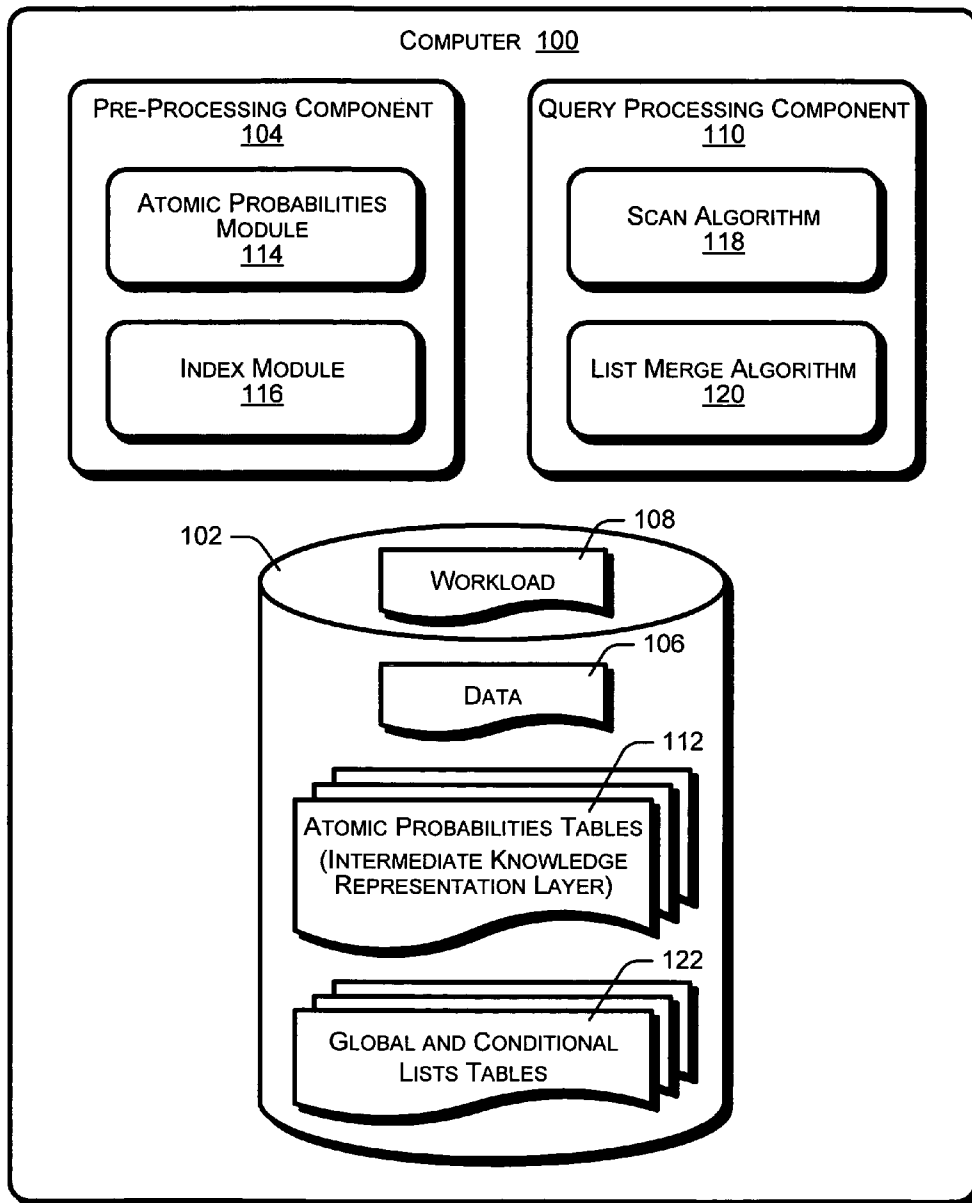 COMPUTER 100
PRE-PROCESSING COMPONENT
104
ATOMIC PROBABILITIES
MODULE
114
INDEX MODULE
116
QUERY PROCESSING COMPONENT
110
SCAN ALGORITHM
118
LIST MERGE ALGORITHM
120
102
108
WORKLOAD
106
DATA
112
ATOMIC PROBABILITIES TABLES
(INTERMEDIATE KNOWLEDGE
REPRESENTATION LAYER)
122
GLOBAL AND CONDITIONAL
LISTS TABLES